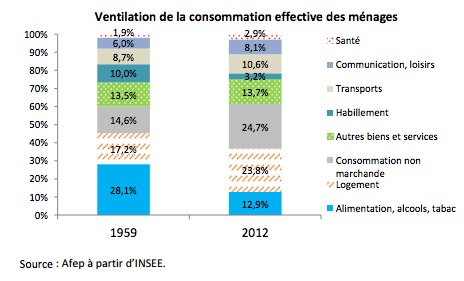 Ventilation de la consommation effective des ménages
100%
90%
80%
70%
60%
50%
40%
30%
20%
10%
0%
1,9%
6,0%
8,7%
10,0%
13,5%
14,6%
17,2%
28,1%
1959
2,9%
8,1%
10,6%
3,2%
13,7%
24,7%
23,8%
12,9%
2012
Santé
Communication, loisirs
Transports
Habillement
Autres biens et services
Consommation non
marchande
Logement
Alimentation, alcools, tabac
Source : Afep à partir d'INSEE.